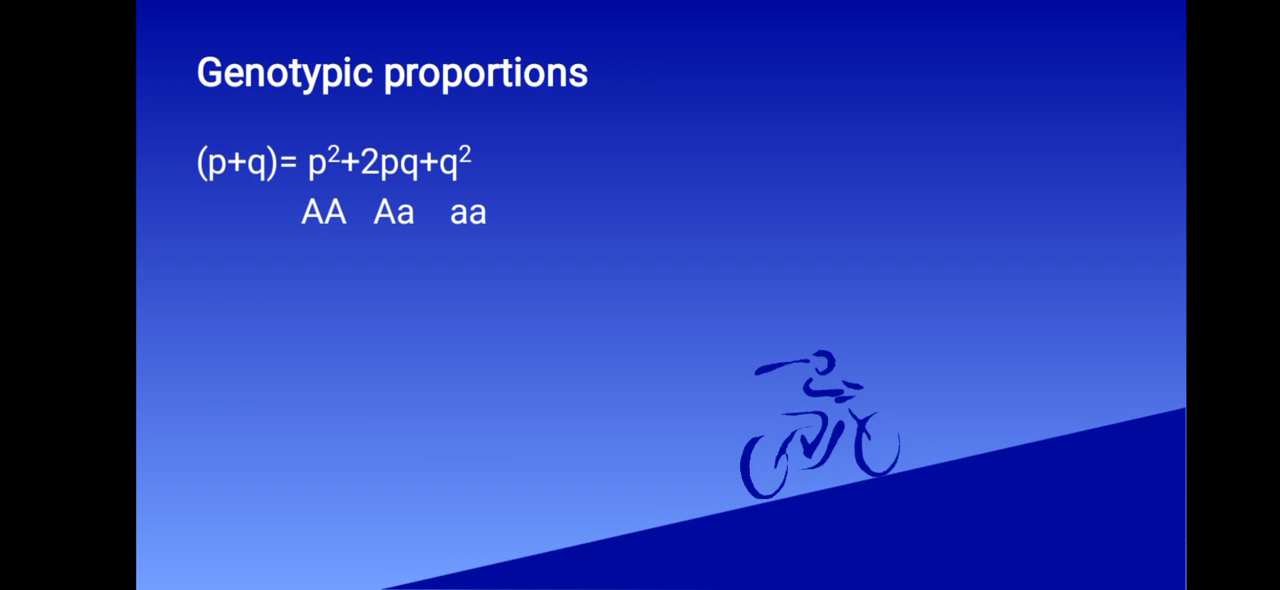 Genotypic proportions
(p+q)= p²+2pq+q²
AA Aa aa